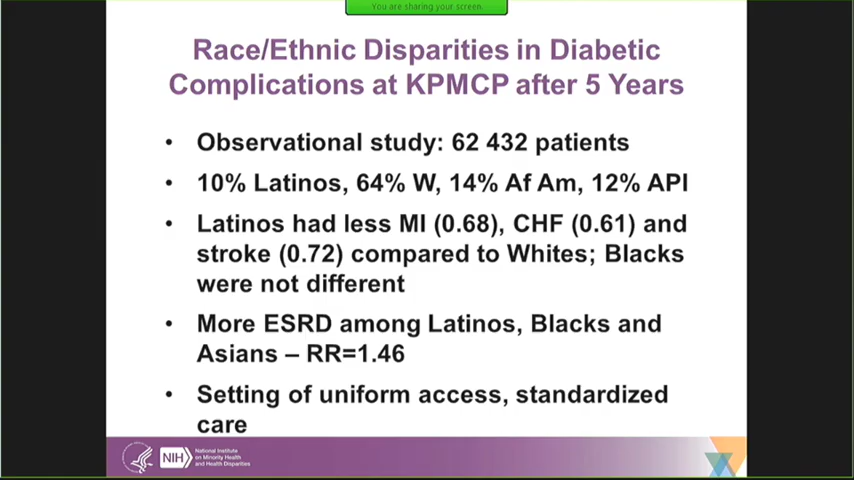 You are sharing your screen.
Race/Ethnic Disparities in Diabetic
Complications at KPMCP after 5 Years
• Observational study: 62 432 patients
• 10% Latinos, 64% W, 14% Af Am, 12% API
• Latinos had less MI (0.68), CHF (0.61) and
stroke (0.72) compared to Whites; Blacks
were not different
• More ESRD among Latinos, Blacks and
Asians – RR=1.46
• Setting of uniform access, standardized
care
NIH
National Institute
on Minority Health
and Health Disparities